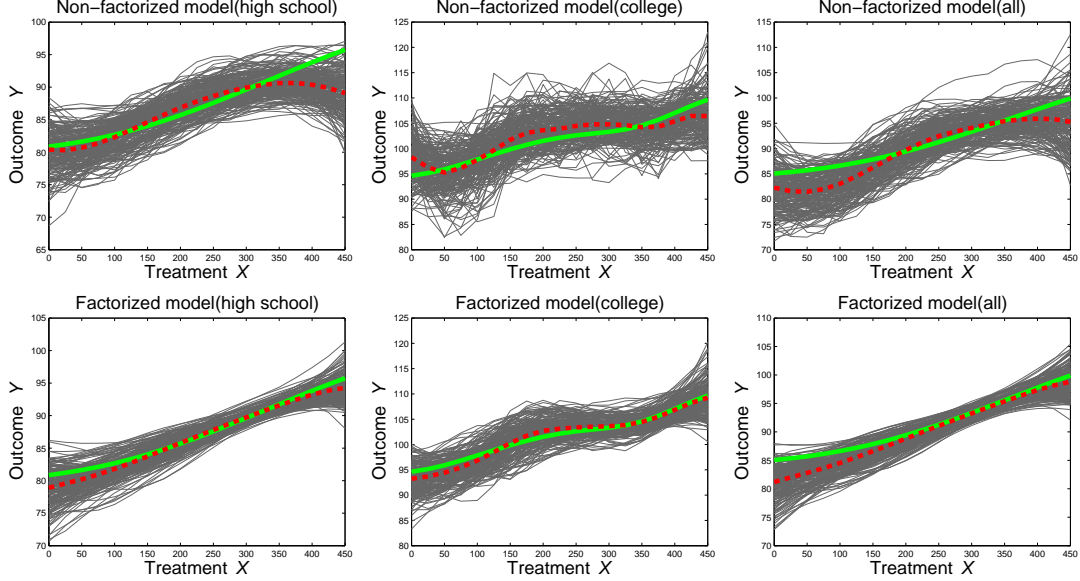 Non−factorized model(high school)
100
95
90
85
80
75
70
65
0 50 100 150 200 250 300 350 400 450
Treatment X
Outcome Y
Non−factorized model(college)
125
120
115
110
105
100
95
90
85
80
0 50 100 150 200 250 300 350 400 450
Treatment X
Outcome Y
Non−factorized model(all)
115
110
105
100
95
90
85
80
75
70
0 50 100 150 200 250 300 350 400 450
Treatment X
Outcome Y
Factorized model(high school)
105
100
95
90
85
80
75
70
0 50 100 150 200 250 300 350 400 450
Treatment X
Outcome Y
Factorized model(college)
125
120
115
110
105
100
95
90
85
80
0 50 100 150 200 250 300 350 400 450
Treatment X
Outcome Y
Factorized model(all)
110
105
100
95
90
85
80
75
70
0 50 100 150 200 250 300 350 400 450
Treatment X
Outcome Y